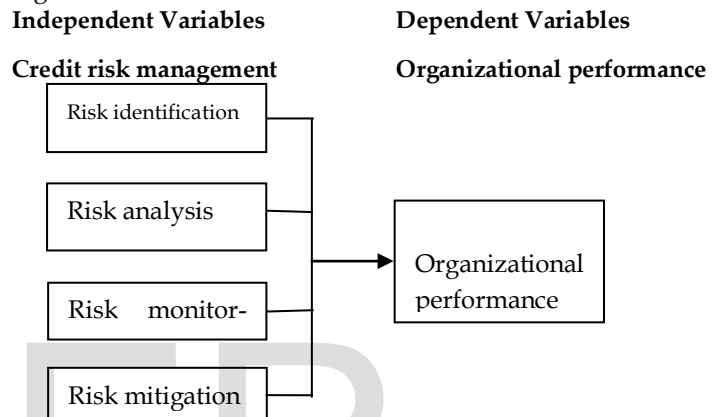 Independent Variables Dependent Variables
Credit risk management Organizational performance
Risk identification
Risk analysis
Organizational
performance
Risk monitor-
Risk mitigation